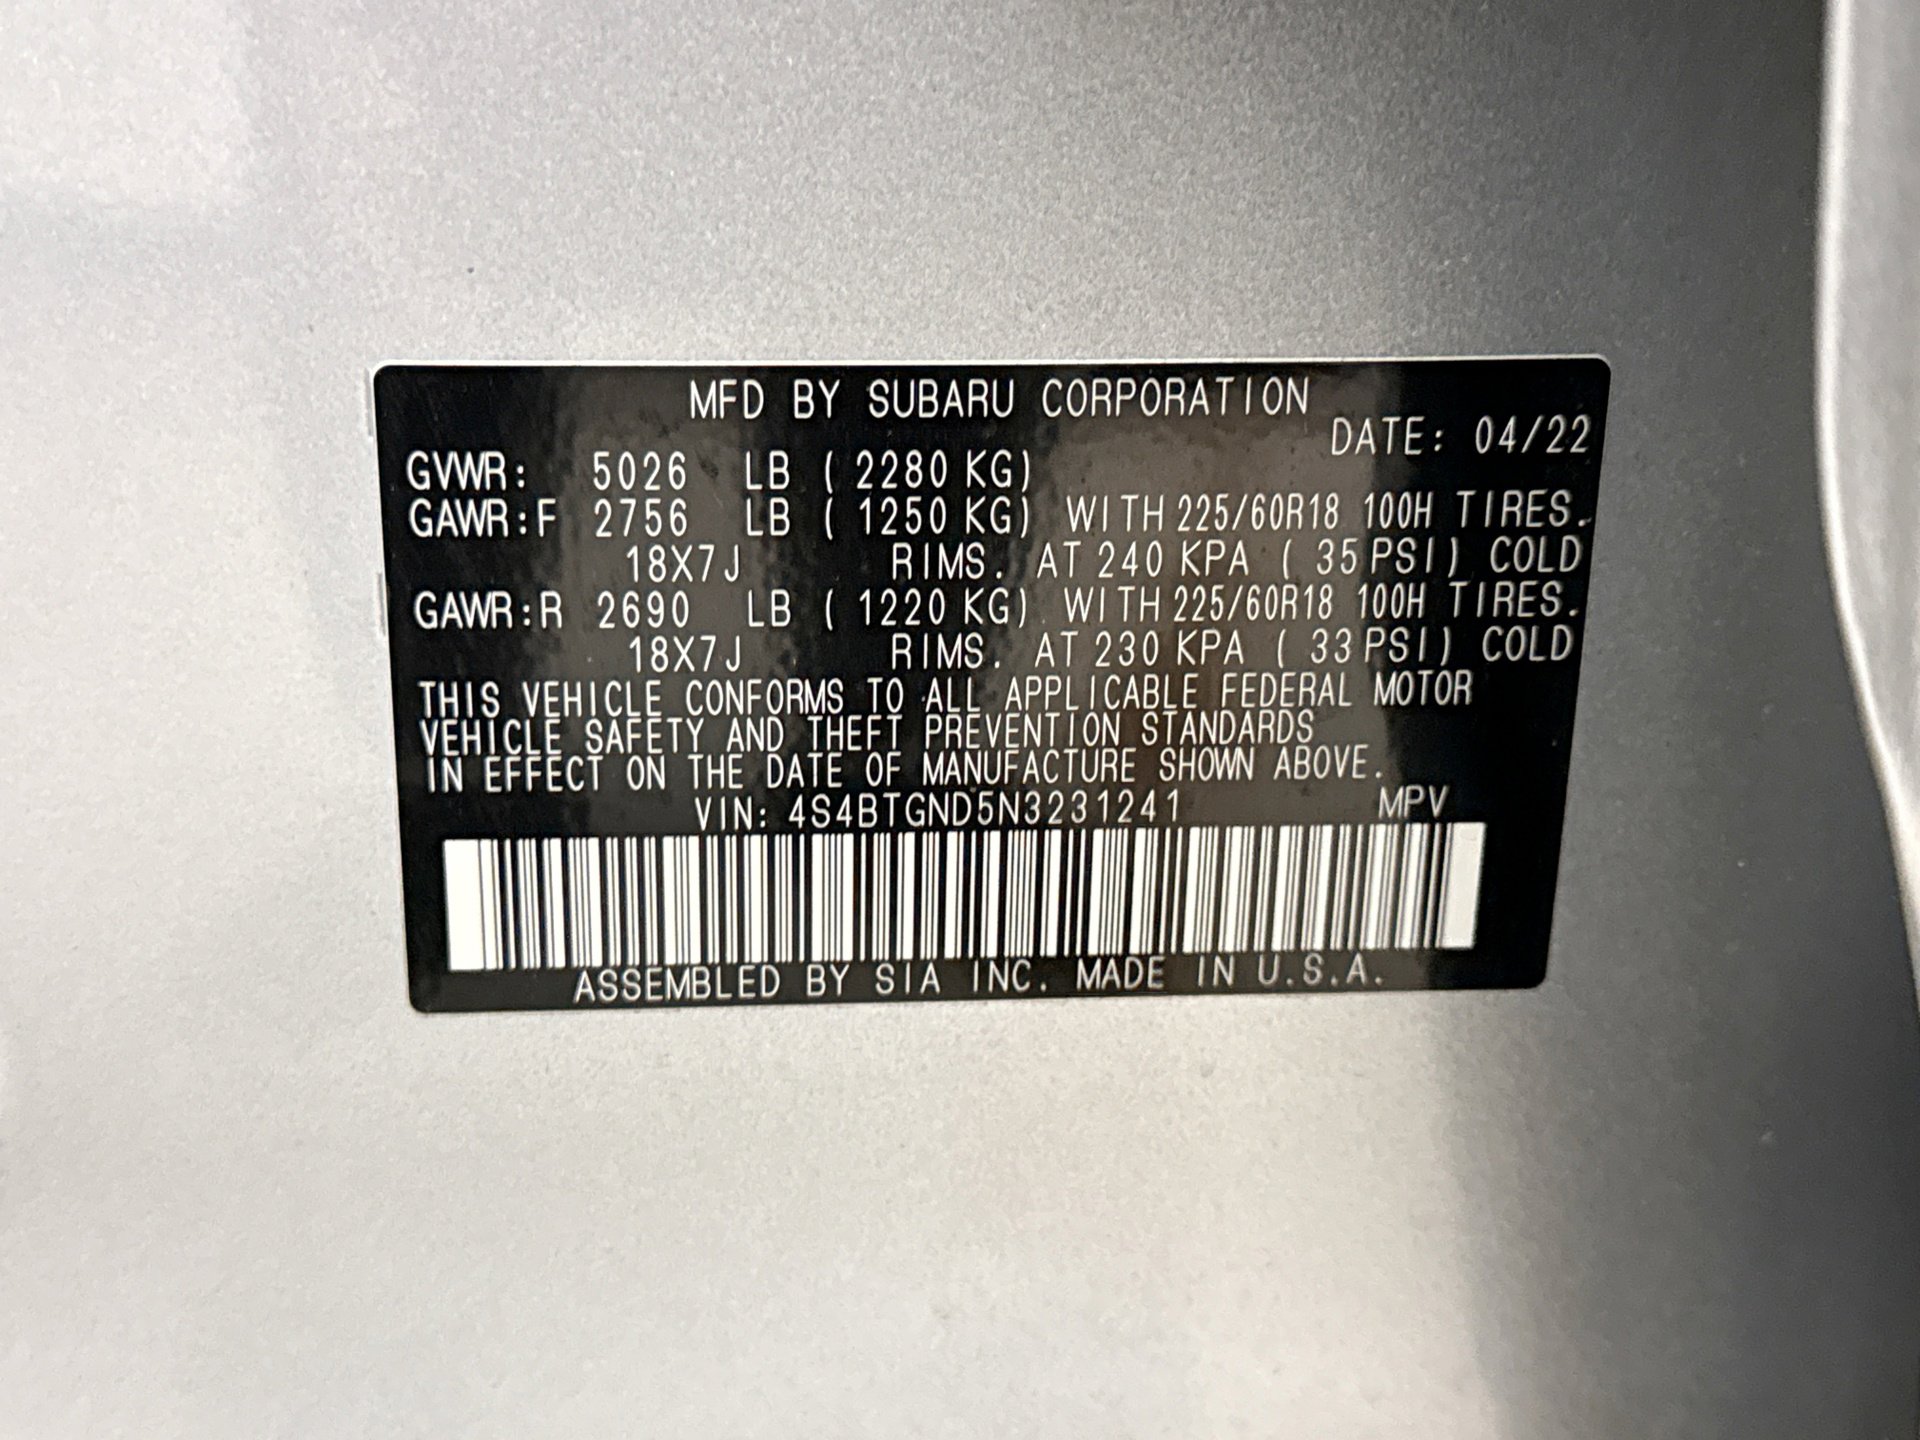 MFD BY SUBARU CORPORATION
DATE: 04/22
GVWR: 5026 LB ( 2280 KG)
GAWR:F 2756 LB ( 1250 KG) WITH 225/60R18 100H TIRES.
18X7J RIMS. AT 240 KPA ( 35 PSI) COLD
GAWR:R 2690 LB ( 1220 KG) WITH 225/60R18 100H TIRES.
18X7J RIMS. AT 230 KPA ( 33 PSI) COLD
THIS VEHICLE CONFORMS TO ALL APPLICABLE FEDERAL MOTOR
VEHICLE SAFETY AND THEFT PREVENTION STANDARDS
IN EFFECT ON THE DATE OF MANUFACTURE SHOWN ABOVE.
VIN: 4S4BTGND5N3231241 MPV
ASSEMBLED BY SIA INC. MADE IN U.S.A.